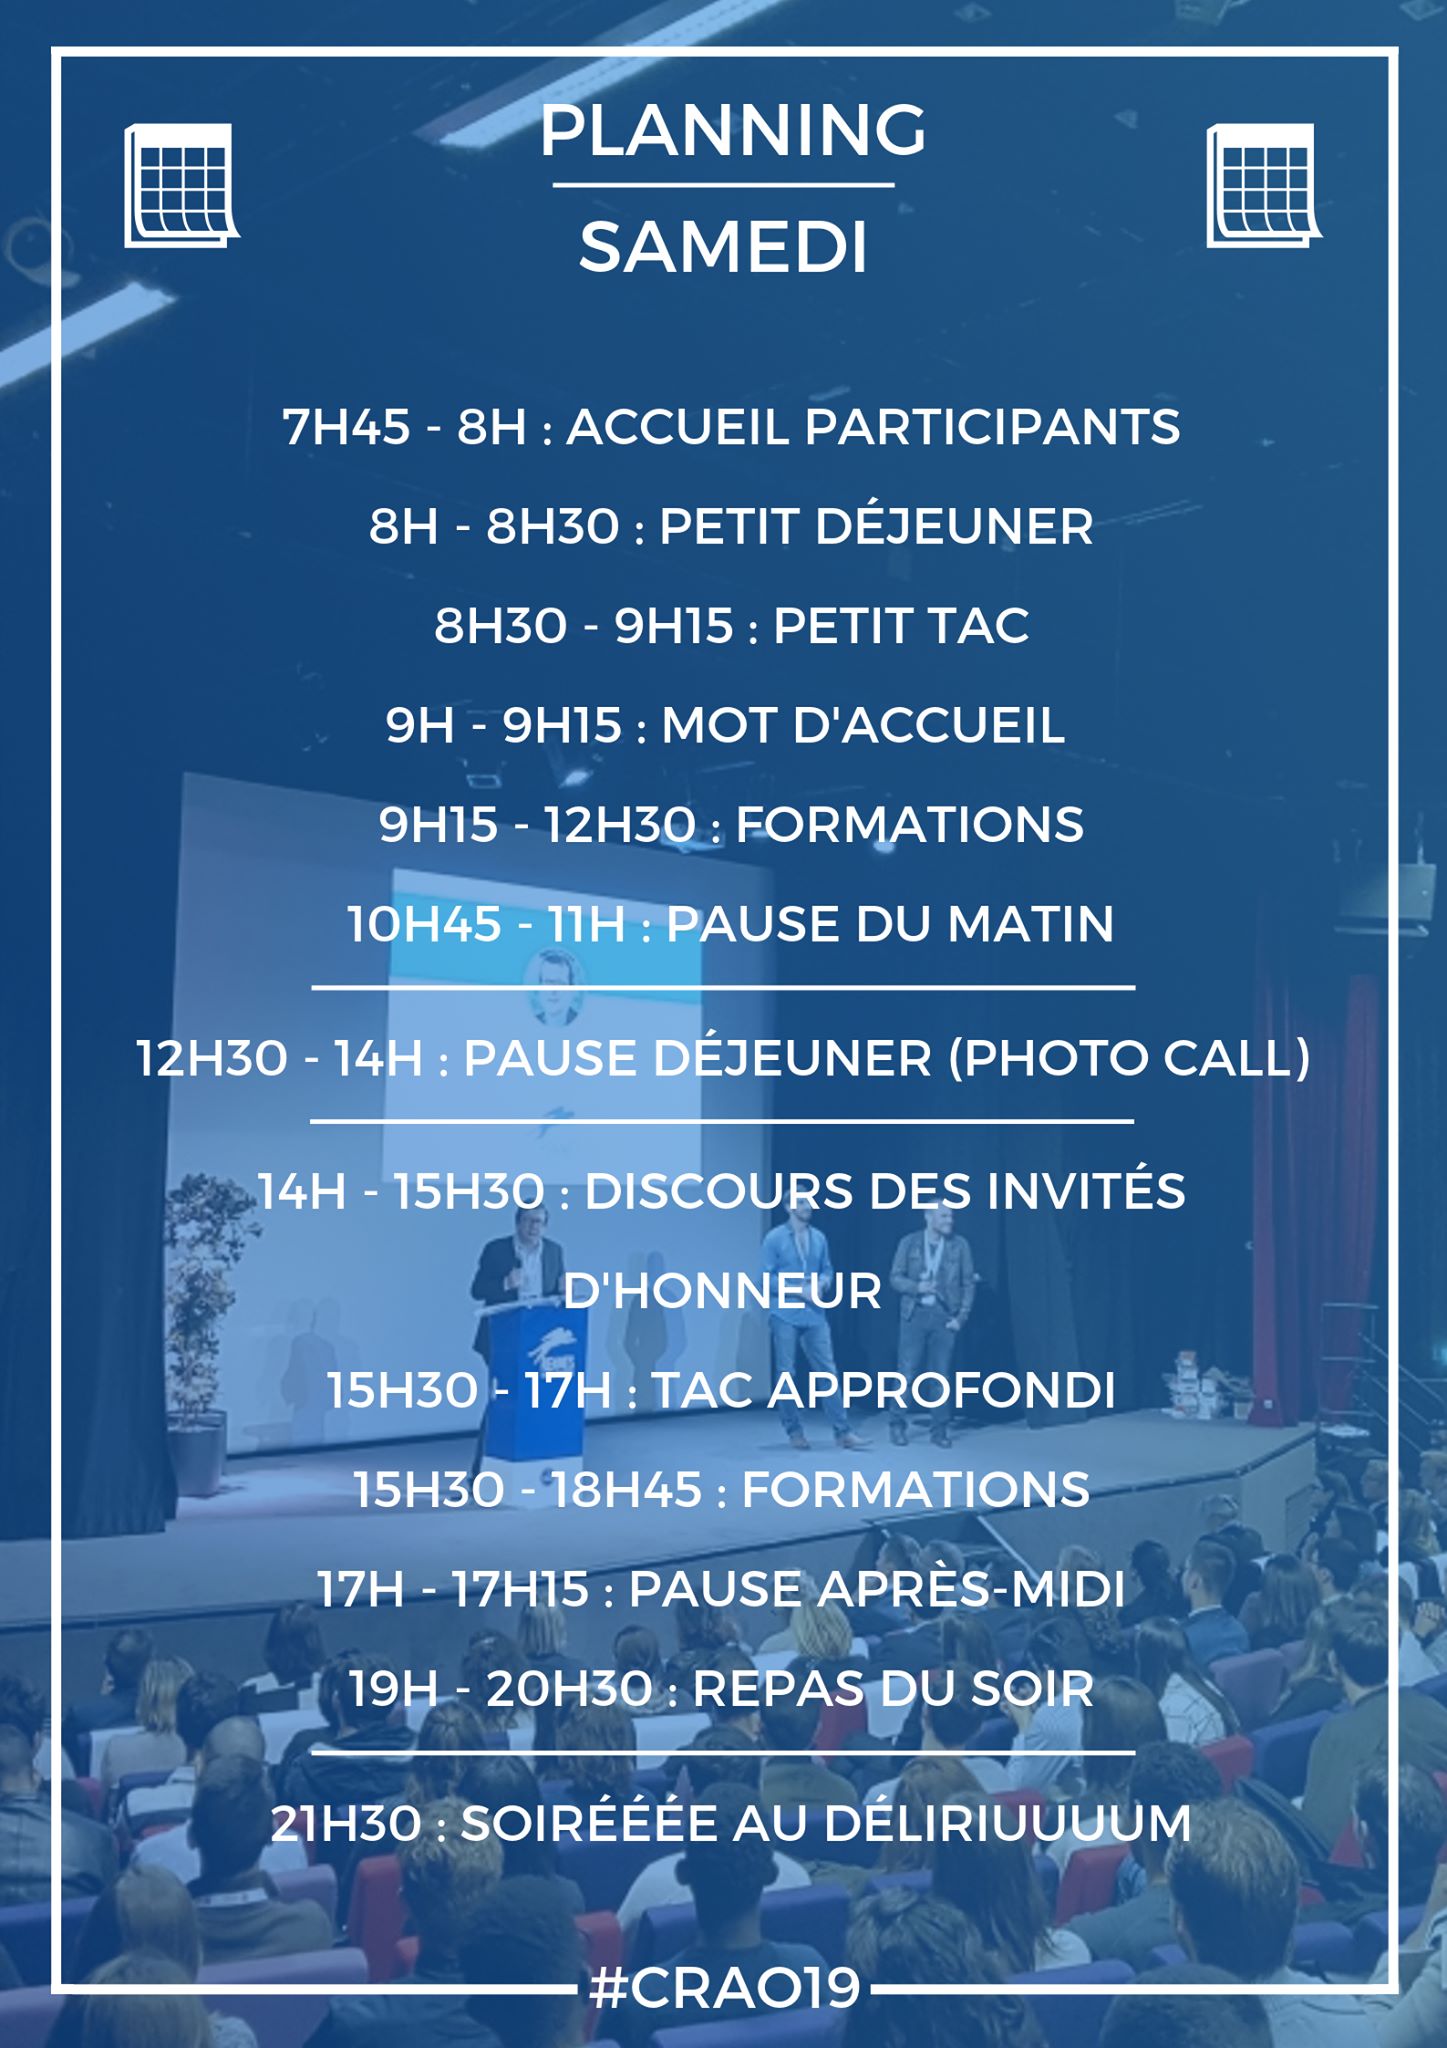 PLANNING
SAMEDI
7H45 - 8H : ACCUEIL PARTICIPANTS
8H - 8H30 : PETIT DÉJEUNER
8H30 - 9H15 : PETIT TAC
9H - 9H15 : MOT D'ACCUEIL
9H15 - 12H30 : FORMATIONS
10H45 - 11H : PAUSE DU MATIN
12H30 - 14H : PAUSE DÉJEUNER (PHOTO CALL)
14H - 15H30 : DISCOURS DES INVITÉS
D'HONNEUR
15H30 - 17H : TAC APPROFONDI
15H30 - 18H45 : FORMATIONS
17H - 17H15 : PAUSE APRÈS-MIDI
19H - 20H30 : REPAS DU SOIR
21H30 : SOIRÉÉÉE AU DÉLIRIUUUUM
#CRAO19